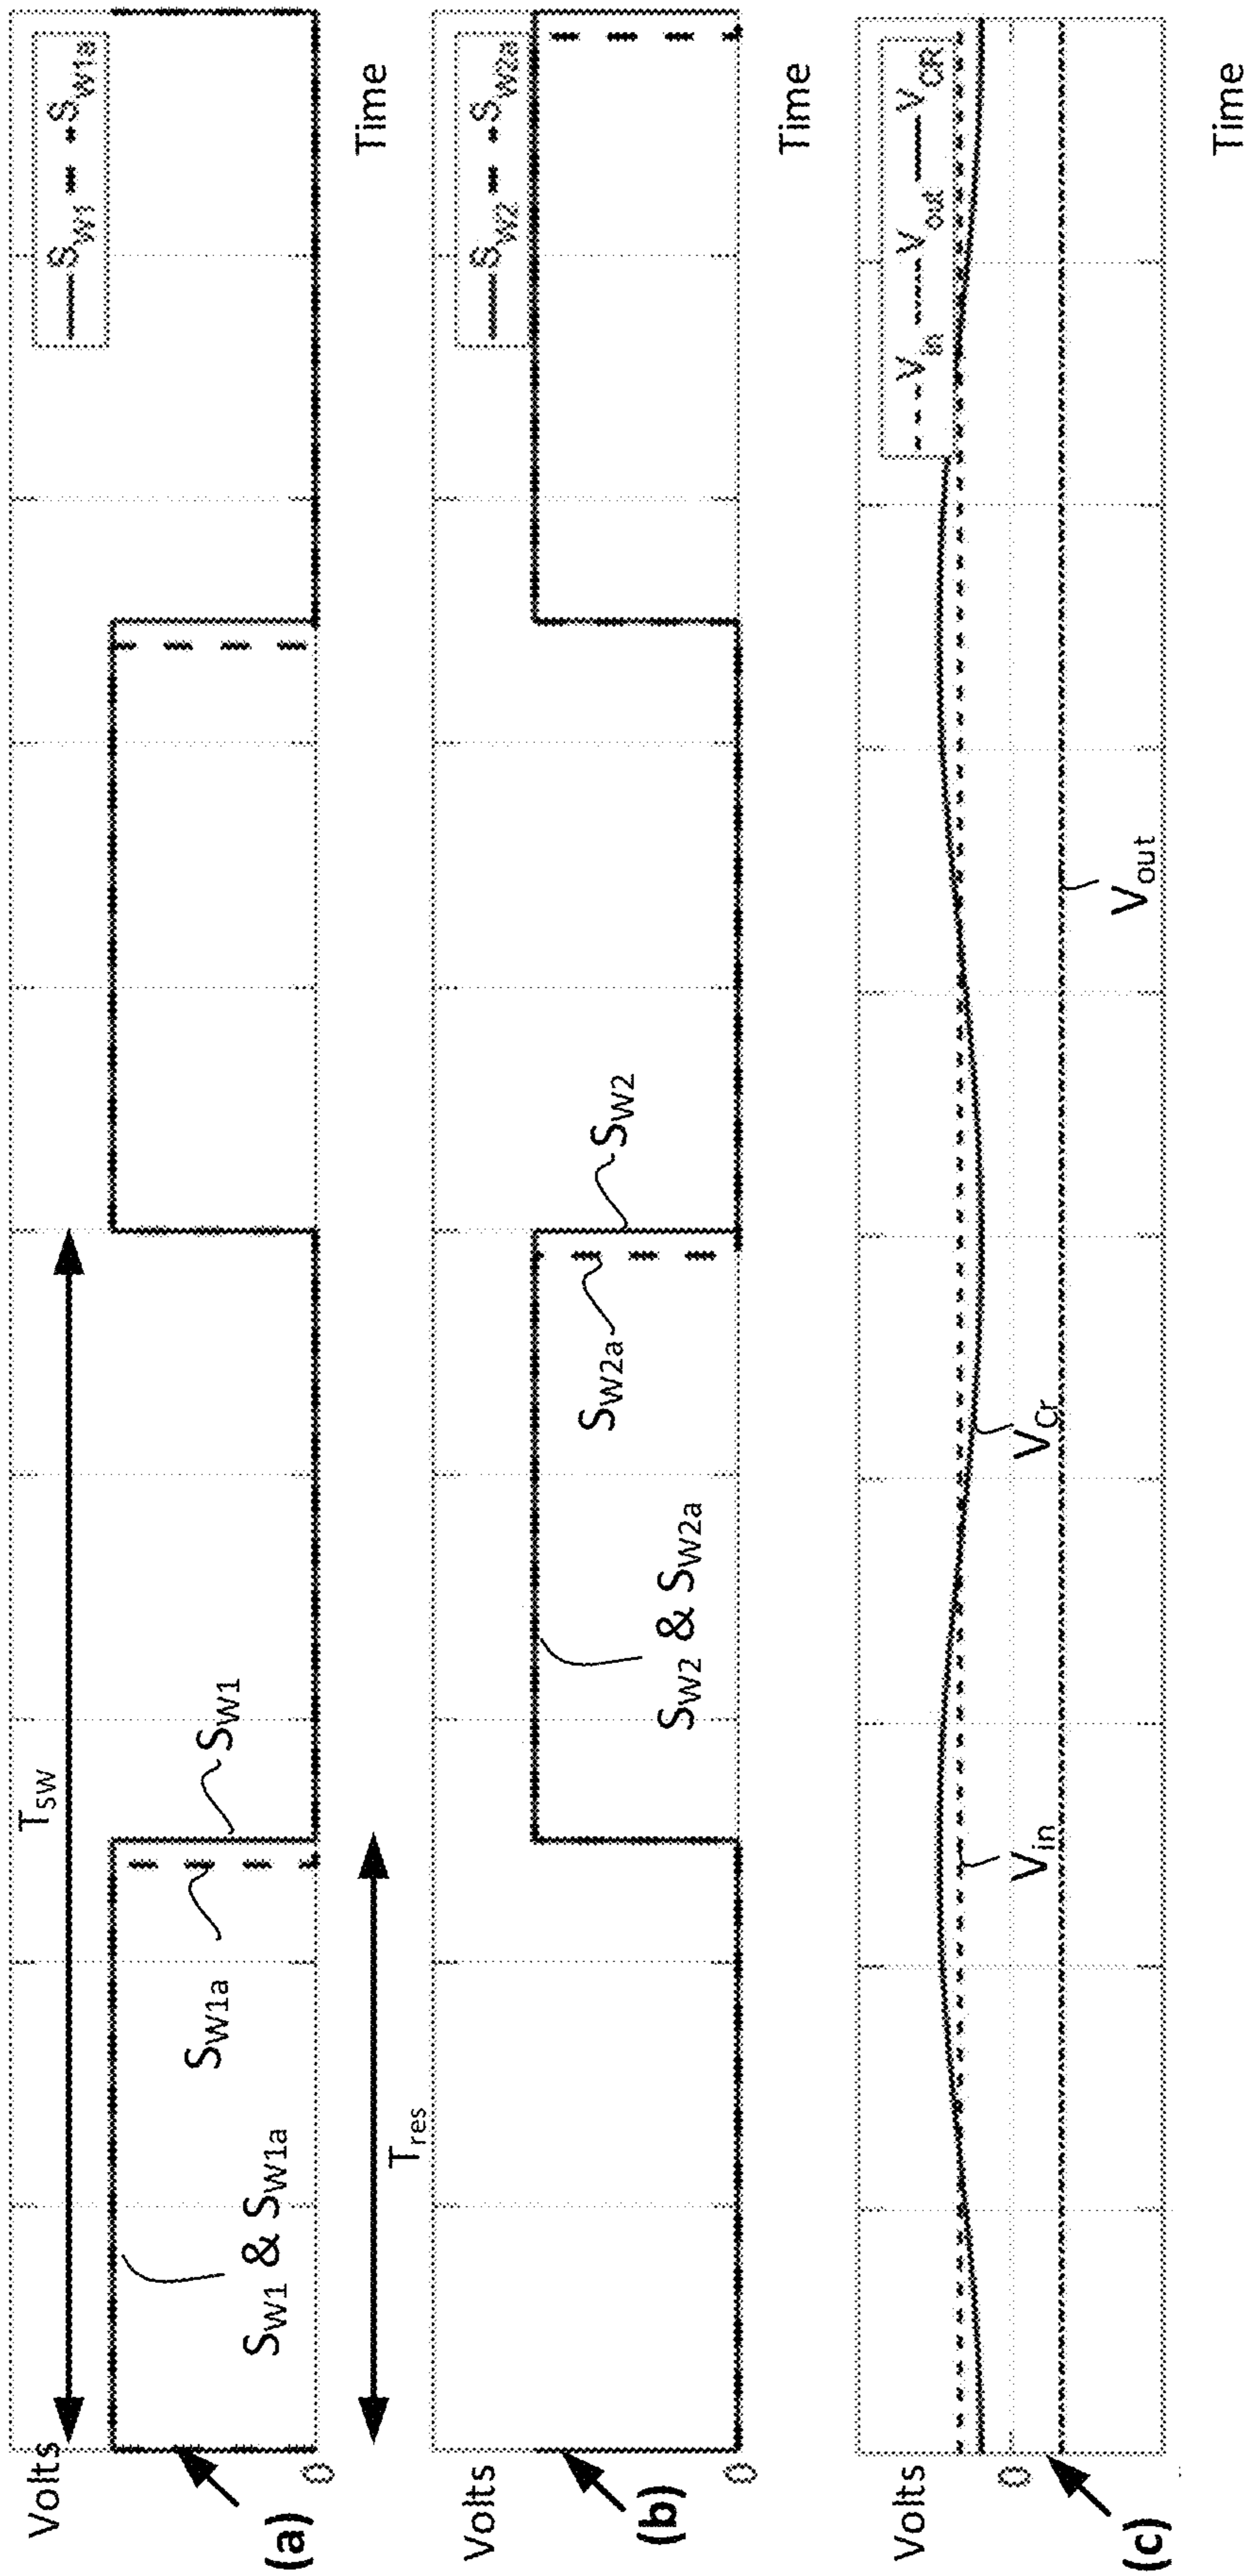 Volts
T_SW
S_W1 S_W1a
S_W1 & S_W1a
S_W1a
S_W1
0
(a)
Time
T_res
Volts
S_W2 S_W2a
S_W2 & S_W2a
S_W2a
S_W2
0
(b)
Time
Volts
V_in V_out V_CR
0
V_in
V_Cr
V_out
(c)
Time